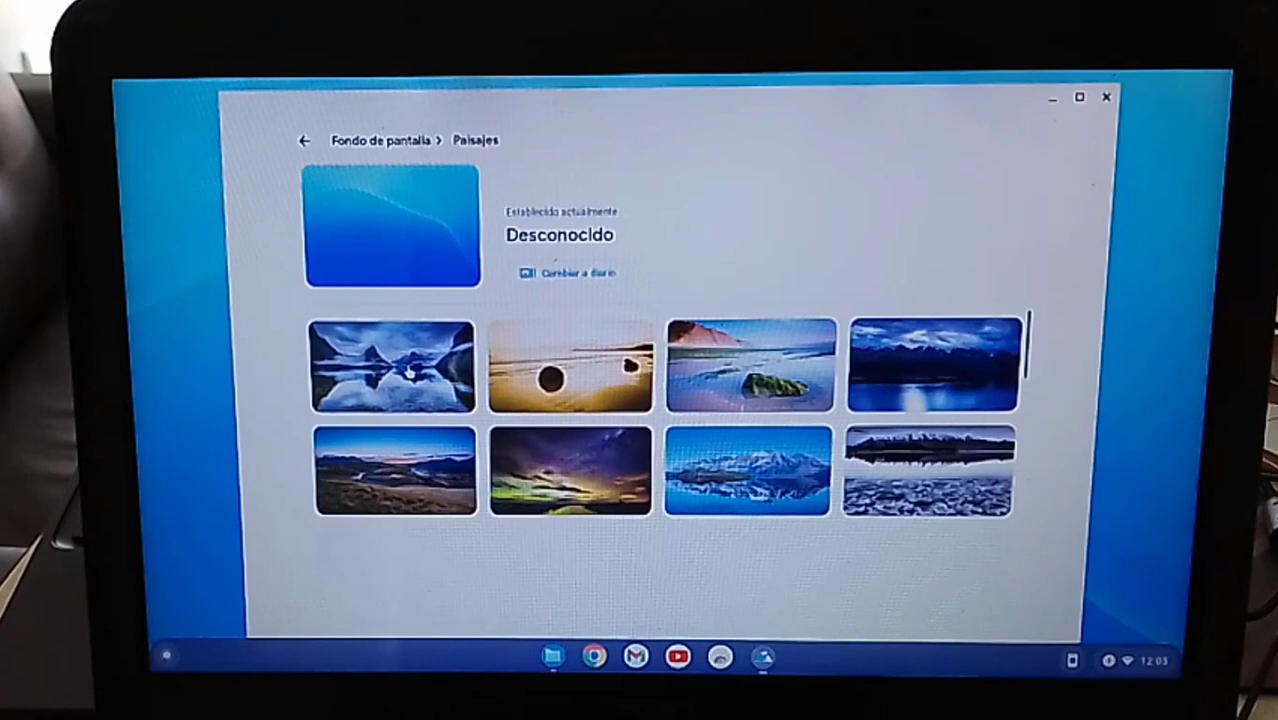 Fondo de pantalla > Paisajes
Establecido actualmente
Desconocido
Cambiar a diario
12:03